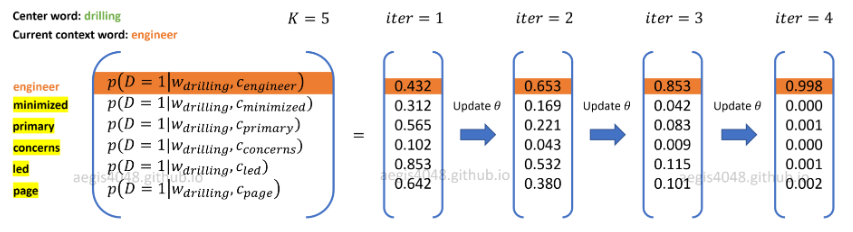 Center word: drilling
Current context word: engineer
K = 5
iter = 1
iter = 2
iter = 3
iter = 4
engineer p(D = 1|w_drilling, c_engineer) 0.432 0.653 0.853 0.998
minimized p(D = 1|w_drilling, c_minimized) 0.312 Update θ 0.169 Update θ 0.042 Update θ 0.000
primary p(D = 1|w_drilling, c_primary) = 0.565 0.221 0.083 0.001
concerns p(D = 1|w_drilling, c_concerns) 0.102 0.043 0.009 0.000
led p(D = 1|w_drilling, c_led) 0.853 0.532 0.115 0.001
page p(D = 1|w_drilling, c_page) 0.642 0.380 0.101 0.002
aegis4048.github.io
aegis4048.github.io
aegis4048.github.io